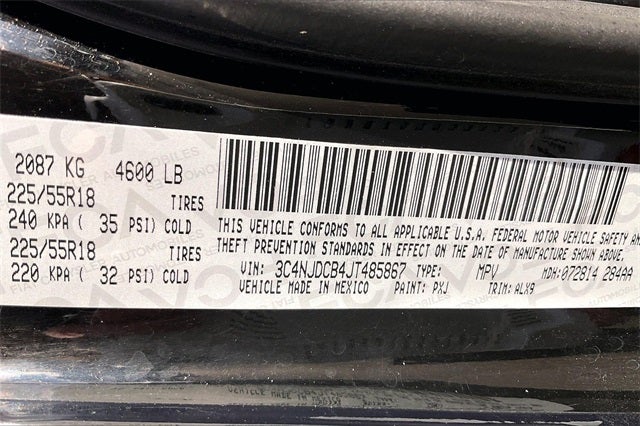 2087 KG 4600 LB
225/55R18 TIRES
240 KPA ( 35 PSI) COLD
225/55R18 TIRES
220 KPA ( 32 PSI) COLD
THIS VEHICLE CONFORMS TO ALL APPLICABLE U.S.A. FEDERAL MOTOR VEHICLE SAFETY AND
THEFT PREVENTION STANDARDS IN EFFECT ON THE DATE OF MANUFACTURE SHOWN ABOVE.
VIN: 3C4NJDCB4JT485867 TYPE: MPV MDH: 072814 284AA
VEHICLE MADE IN MEXICO PAINT: PXJ TRIM: ALX9